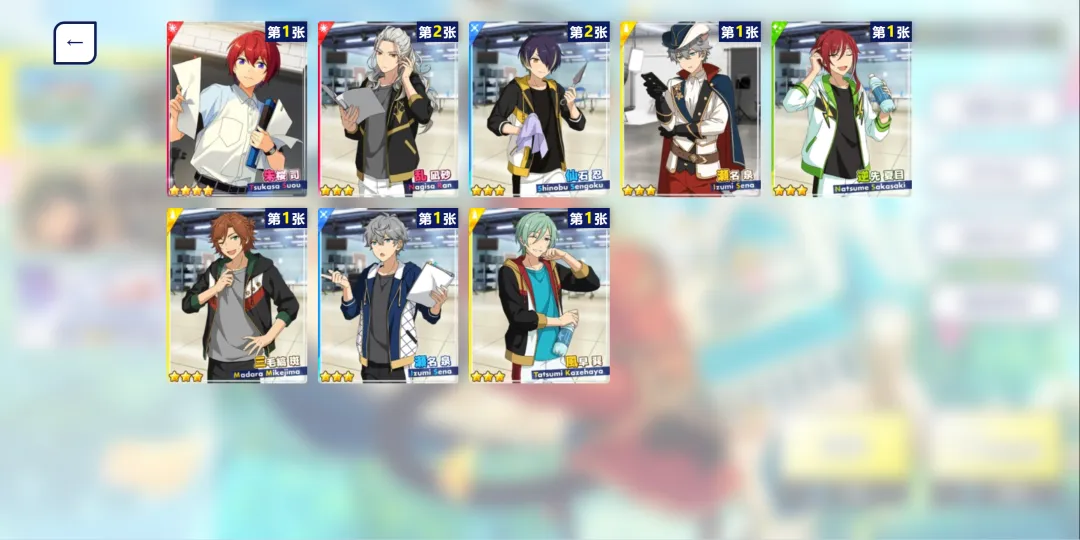 ←
第1张
朱桜 司
Tsukasa Suou
第2张
乱 凪砂
Nagisa Ran
第2张
仙石 忍
Shinobu Sengoku
第1张
瀬名 泉
Izumi Sena
第1张
逆先 夏目
Natsume Sakasaki
第1张
三毛縞 斑
Madara Mikejima
第1张
瀬名 泉
Izumi Sena
第1张
風早 巽
Tatsumi Kazehaya